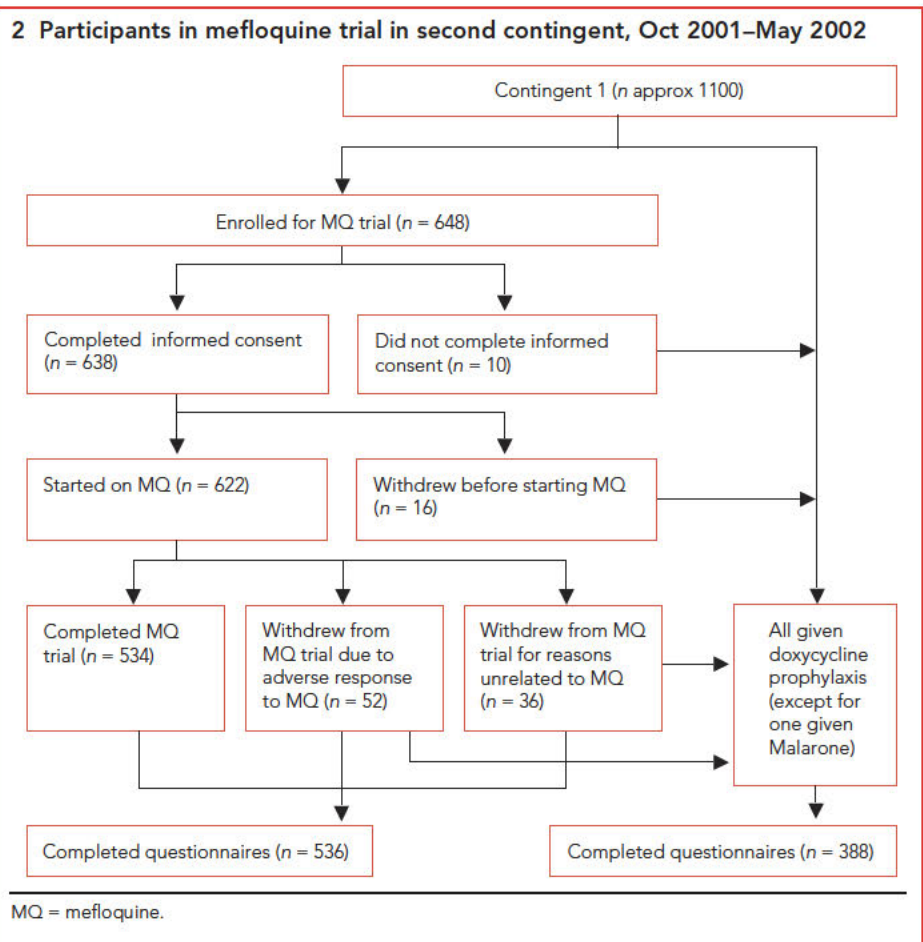 2 Participants in mefloquine trial in second contingent, Oct 2001–May 2002
Contingent 1 (n approx 1100)
Enrolled for MQ trial (n = 648)
Completed informed consent
(n = 638)
Did not complete informed
consent (n = 10)
Started on MQ (n = 622)
Withdrew before starting MQ
(n = 16)
Completed MQ
trial (n = 534)
Withdrew from
MQ trial due to
adverse response
to MQ (n = 52)
Withdrew from MQ
trial for reasons
unrelated to MQ
(n = 36)
All given
doxycycline
prophylaxis
(except for
one given
Malarone)
Completed questionnaires (n = 536)
Completed questionnaires (n = 388)
MQ = mefloquine.